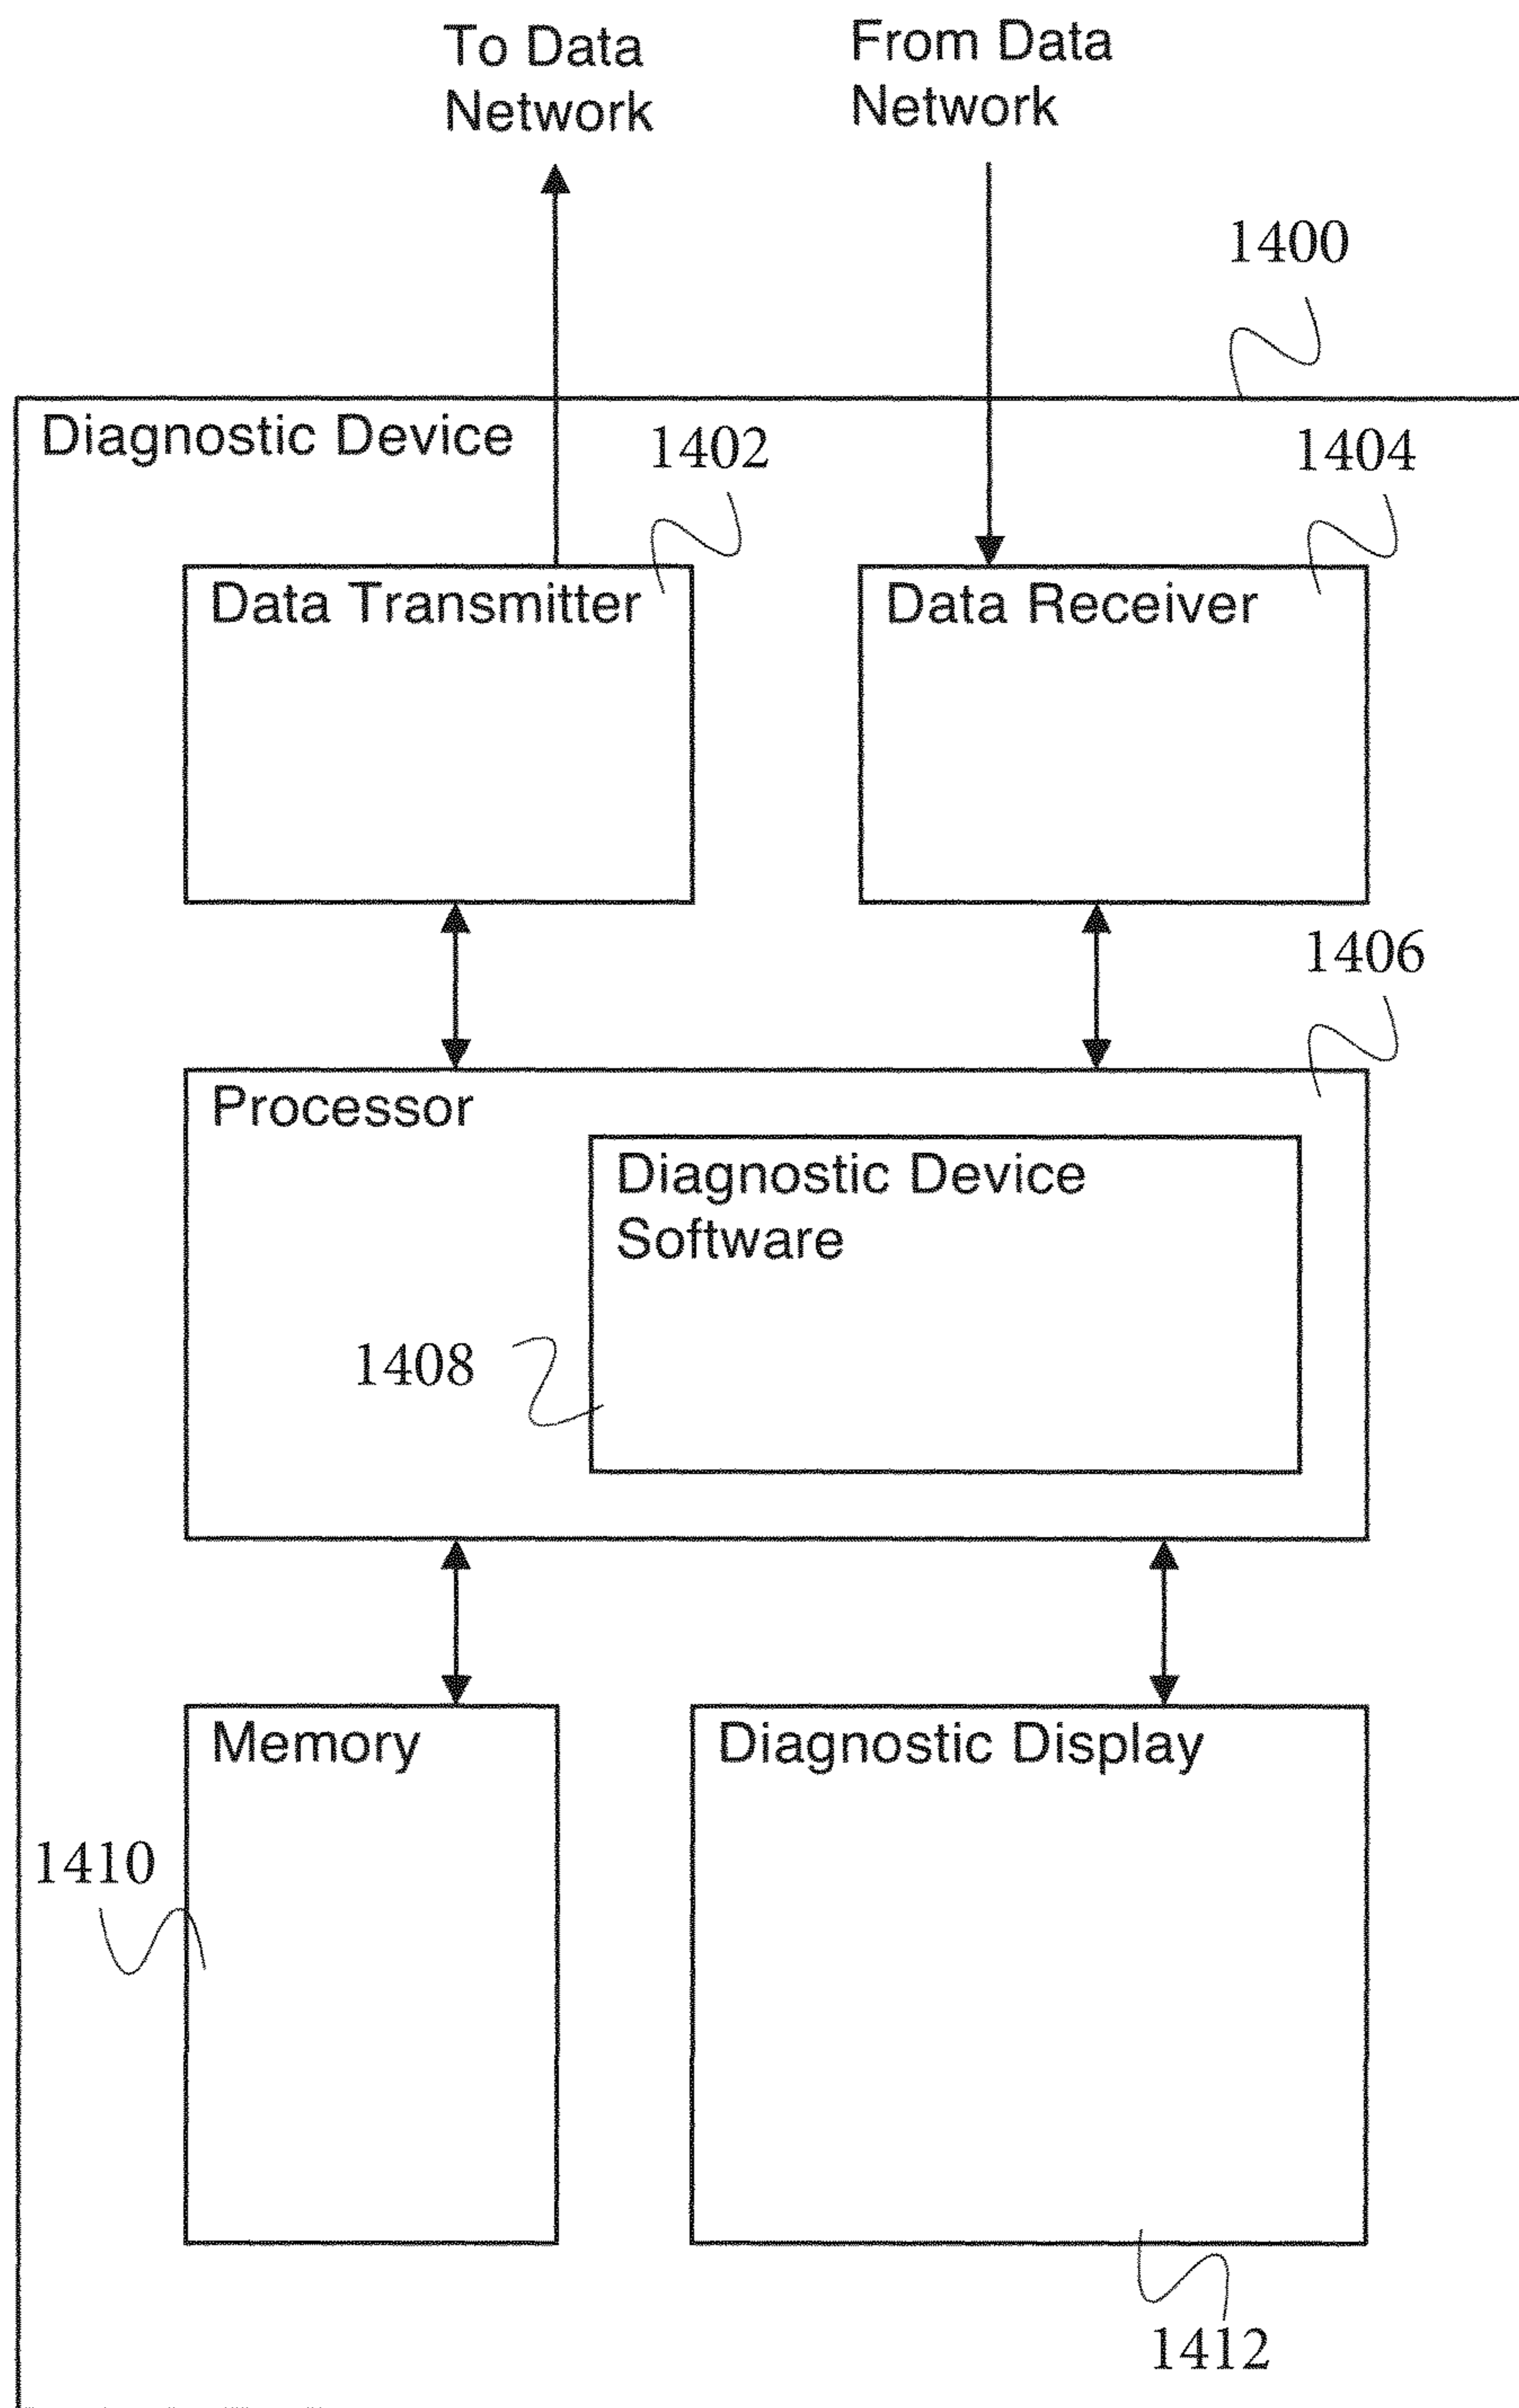 To Data
Network
From Data
Network
1400
Diagnostic Device
1402
1404
Data Transmitter
Data Receiver
1406
Processor
Diagnostic Device
Software
1408
Memory
Diagnostic Display
1410
1412